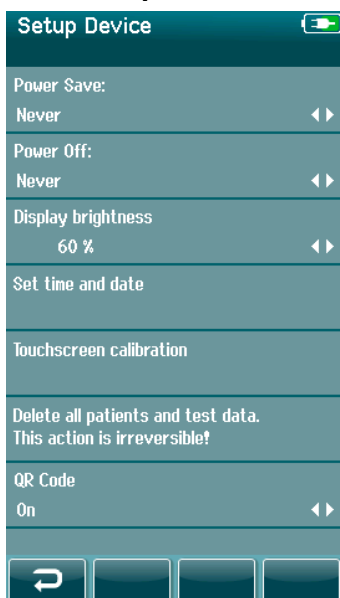 Setup Device
Power Save:
Never
Power Off:
Never
Display brightness
60 %
Set time and date
Touchscreen calibration
Delete all patients and test data.
This action is irreversible!
QR Code
On